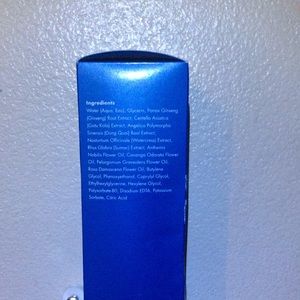 Ingredients
Water (Aqua, Eau), Glycerin, Panax Ginseng
(Ginseng) Root Extract, Centella Asiatica
(Gotu Kola) Extract, Angelica Polymorpha
Sinensis (Dong Quai) Root Extract,
Nasturtium Officinale (Watercress) Extract,
Rhus Glabra (Sumac) Extract, Anthemis
Nobilis Flower Oil, Cananga Odorata Flower
Oil, Pelargonium Graveolens Flower Oil,
Rosa Damascena Flower Oil, Butylene
Glycol, Phenoxyethanol, Caprylyl Glycol,
Ethylhexylglycerin, Hexylene Glycol,
Polysorbate-80, Disodium EDTA, Potassium
Sorbate, Citric Acid